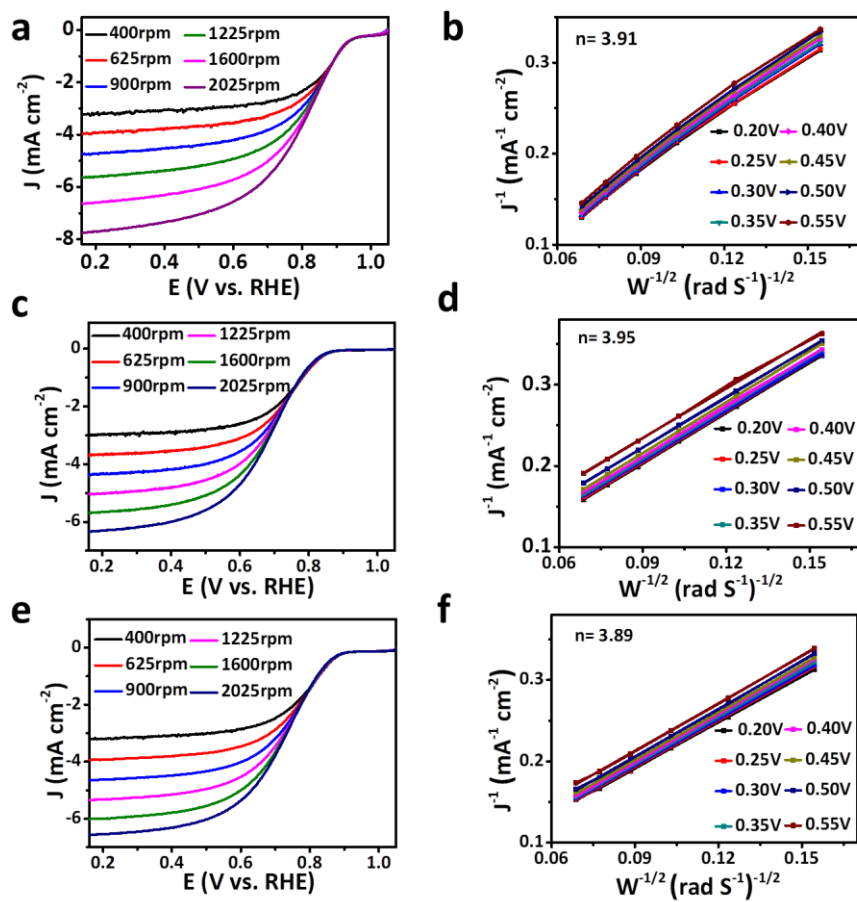 a
400rpm 1225rpm
625rpm 1600rpm
900rpm 2025rpm
0
-2
-4
-6
-8
J (mA cm⁻²)
0.2 0.4 0.6 0.8 1.0
E (V vs. RHE)
b
n= 3.91
0.3
0.2
0.1
J⁻¹ (mA⁻¹ cm⁻²)
0.20V 0.40V
0.25V 0.45V
0.30V 0.50V
0.35V 0.55V
0.06 0.09 0.12 0.15
W⁻¹/² (rad S⁻¹)⁻¹/²
c
400rpm 1225rpm
625rpm 1600rpm
900rpm 2025rpm
0
-2
-4
-6
J (mA cm⁻²)
0.2 0.4 0.6 0.8 1.0
E (V vs. RHE)
d
n= 3.95
0.3
0.2
0.1
J⁻¹ (mA⁻¹ cm⁻²)
0.20V 0.40V
0.25V 0.45V
0.30V 0.50V
0.35V 0.55V
0.06 0.09 0.12 0.15
W⁻¹/² (rad S⁻¹)⁻¹/²
e
400rpm 1225rpm
625rpm 1600rpm
900rpm 2025rpm
0
-2
-4
-6
J (mA cm⁻²)
0.2 0.4 0.6 0.8 1.0
E (V vs. RHE)
f
n= 3.89
0.3
0.2
0.1
J⁻¹ (mA⁻¹ cm⁻²)
0.20V 0.40V
0.25V 0.45V
0.30V 0.50V
0.35V 0.55V
0.06 0.09 0.12 0.15
W⁻¹/² (rad S⁻¹)⁻¹/²